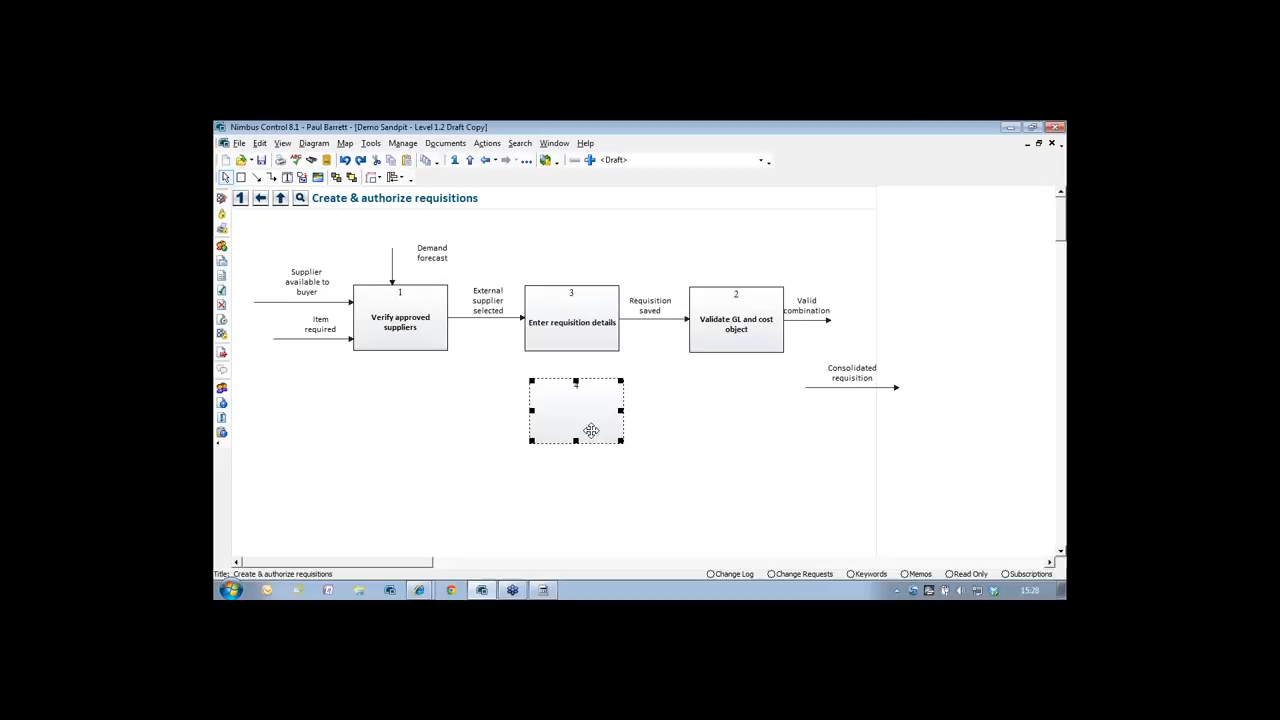 Nimbus Control 8.1 - Paul Barrett - [Demo Sandpit - Level 1.2 Draft Copy]
File Edit View Diagram Map Tools Manage Documents Actions Search Window Help
<Draft>
Create & authorize requisitions
Demand
forecast
Supplier
available to
buyer
Item
required
1
Verify approved
suppliers
External
supplier
selected
3
Enter requisition details
Requisition
saved
2
Validate GL and cost
object
Valid
combination
Consolidated
requisition
Title: Create & authorize requisitions
Change Log Change Requests Keywords Memos Read Only Subscriptions
15:28